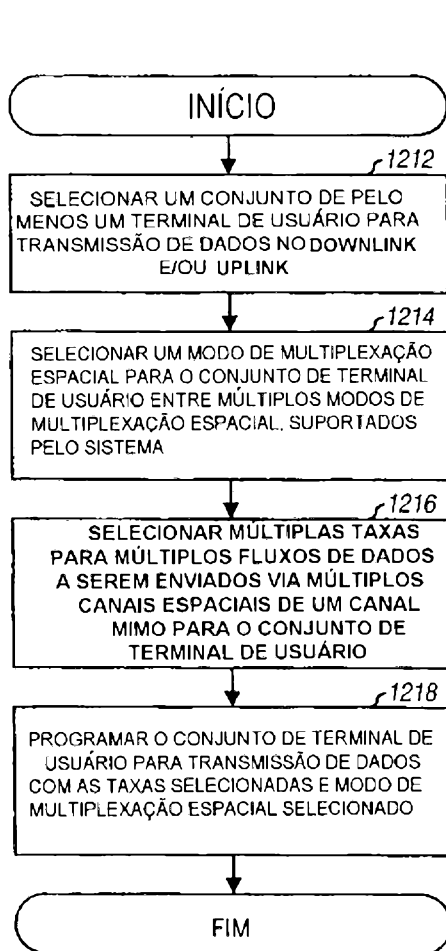 INÍCIO
1212
SELECIONAR UM CONJUNTO DE PELO
MENOS UM TERMINAL DE USUÁRIO PARA
TRANSMISSÃO DE DADOS NO DOWNLINK
E/OU UPLINK
1214
SELECIONAR UM MODO DE MULTIPLEXAÇÃO
ESPACIAL PARA O CONJUNTO DE TERMINAL
DE USUÁRIO ENTRE MÚLTIPLOS MODOS DE
MULTIPLEXAÇÃO ESPACIAL, SUPORTADOS
PELO SISTEMA
1216
SELECIONAR MÚLTIPLAS TAXAS
PARA MÚLTIPLOS FLUXOS DE DADOS
A SEREM ENVIADOS VIA MÚLTIPLOS
CANAIS ESPACIAIS DE UM CANAL
MIMO PARA O CONJUNTO DE
TERMINAL DE USUÁRIO
1218
PROGRAMAR O CONJUNTO DE TERMINAL DE
USUÁRIO PARA TRANSMISSÃO DE DADOS
COM AS TAXAS SELECIONADAS E MODO DE
MULTIPLEXAÇÃO ESPACIAL SELECIONADO
FIM